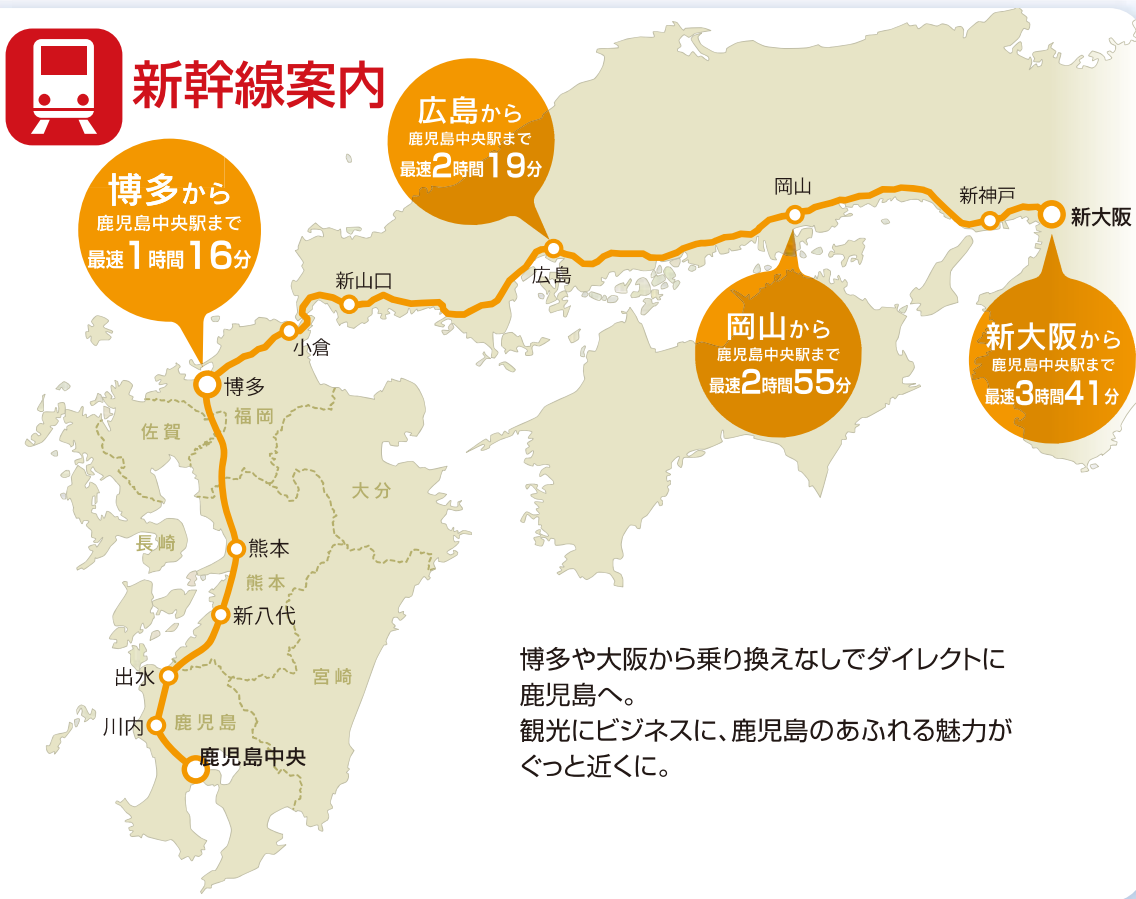 新幹線案内
広島から
鹿児島中央駅まで
最速2時間19分
博多から
鹿児島中央駅まで
最速1時間16分
岡山
新神戸
新大阪
広島
新山口
小倉
博多
岡山から
鹿児島中央駅まで
最速2時間55分
新大阪から
鹿児島中央駅まで
最速3時間41分
福岡
佐賀
大分
長崎
熊本
熊本
新八代
出水
宮崎
川内
鹿児島
鹿児島中央
博多や大阪から乗り換えなしでダイレクトに
鹿児島へ。
観光にビジネスに、鹿児島のあふれる魅力が
ぐっと近くに。